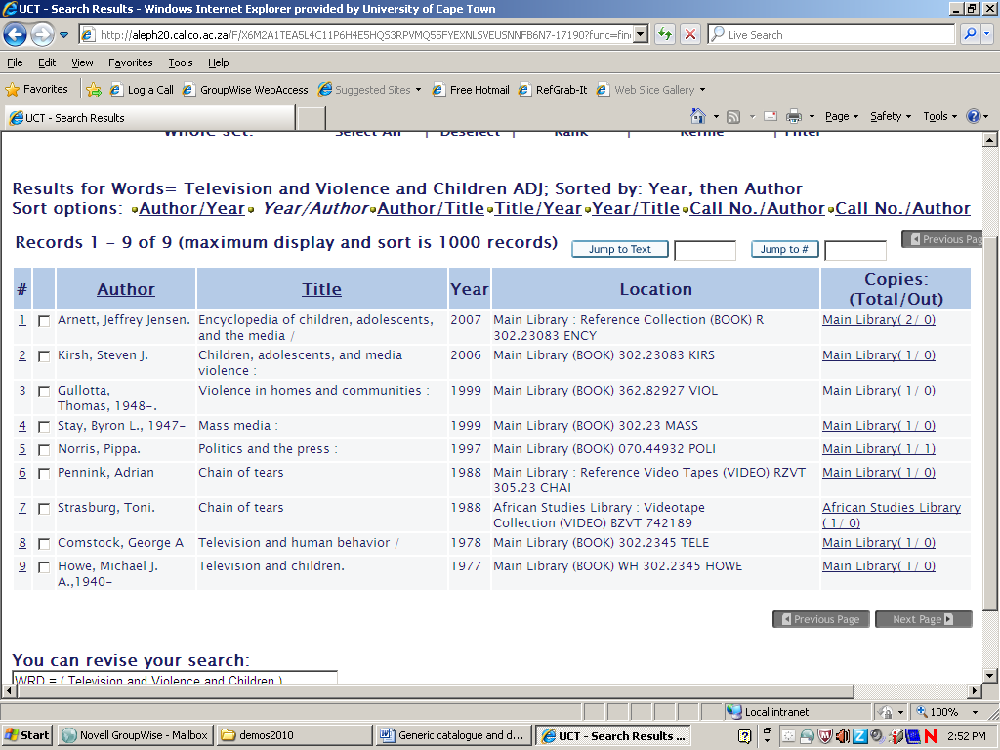 UCT - Search Results - Windows Internet Explorer provided by University of Cape Town
http://aleph20.calico.ac.za/F/X6M2A1TEA5L4C11P6H4E5HQS3RPVMQ5SFYEXNLSVEUSNNFB6N7-17190?func=find
Live Search
File Edit View Favorites Tools Help
Favorites Log a Call GroupWise WebAccess Suggested Sites Free Hotmail RefGrab-It Web Slice Gallery
UCT - Search Results Page Safety Tools
Whole Set: Select All Deselect Rank Refine Filter
Results for Words= Television and Violence and Children ADJ; Sorted by: Year, then Author
Sort options: Author/Year Year/Author Author/Title Title/Year Year/Title Call No./Author Call No./Author
Records 1 - 9 of 9 (maximum display and sort is 1000 records) Jump to Text Jump to # Previous Pag
# Author Title Year Location Copies: (Total/Out)
1 Arnett, Jeffrey Jensen. Encyclopedia of children, adolescents, 2007 Main Library : Reference Collection (BOOK) R Main Library( 2/ 0)
and the media / 302.23083 ENCY
2 Kirsh, Steven J. Children, adolescents, and media 2006 Main Library (BOOK) 302.23083 KIRS Main Library( 1/ 0)
violence :
3 Gullotta, Violence in homes and communities : 1999 Main Library (BOOK) 362.82927 VIOL Main Library( 1/ 0)
Thomas, 1948-.
4 Stay, Byron L., 1947- Mass media : 1999 Main Library (BOOK) 302.23 MASS Main Library( 1/ 0)
5 Norris, Pippa. Politics and the press : 1997 Main Library (BOOK) 070.44932 POLI Main Library( 1/ 1)
6 Pennink, Adrian Chain of tears 1988 Main Library : Reference Video Tapes (VIDEO) RZVT Main Library( 1/ 0)
305.23 CHAI
7 Strasburg, Toni. Chain of tears 1988 African Studies Library : Videotape African Studies Library
Collection (VIDEO) BZVT 742189 ( 1/ 0)
8 Comstock, George A Television and human behavior / 1978 Main Library (BOOK) 302.2345 TELE Main Library( 1/ 0)
9 Howe, Michael J. Television and children. 1977 Main Library (BOOK) WH 302.2345 HOWE Main Library( 1/ 0)
A.,1940-
Previous Page Next Page
You can revise your search:
WRD = ( Television and Violence and Children )
Local intranet 100%
Start Novell GroupWise - Mailbox demos2010 Generic catalogue and d... UCT - Search Results ... 2:52 PM